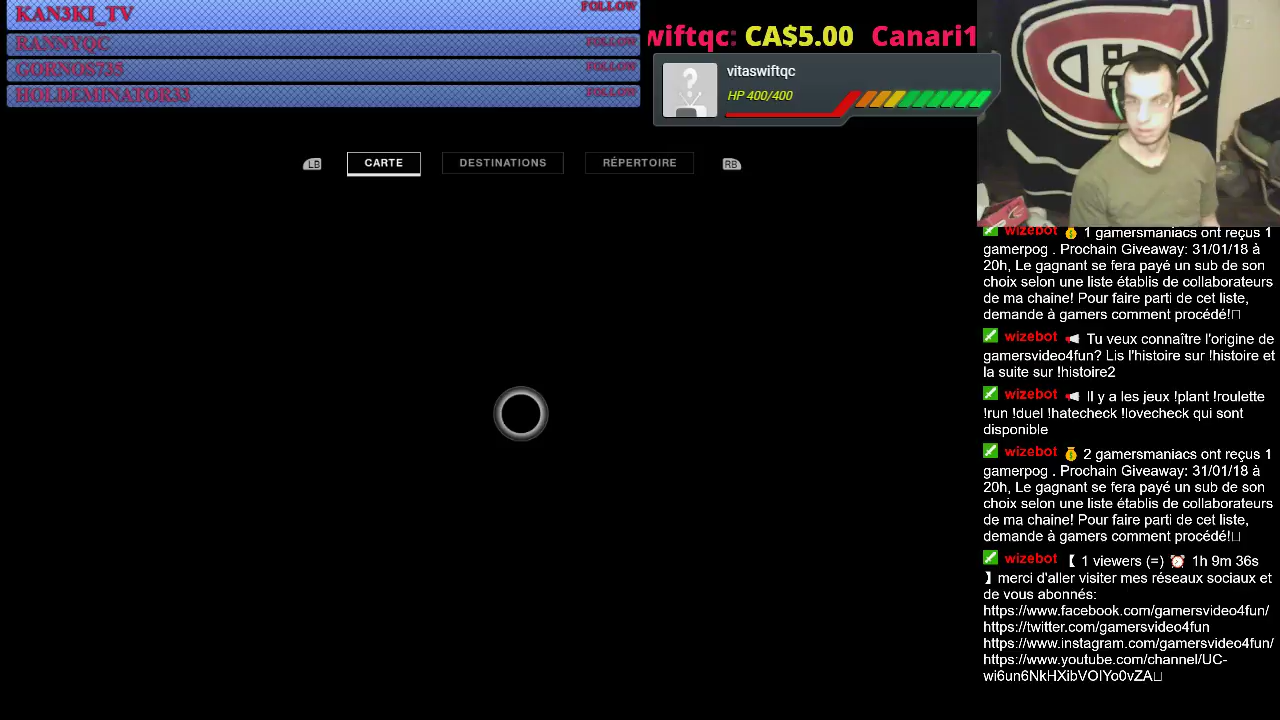 KAN3KI_TV FOLLOW
RANNYQC FOLLOW
GORNOS735 FOLLOW
HOLDEMINATOR33 FOLLOW
wiftqc: CA$5.00 Canari1
vitaswiftqc
HP 400/400
LB CARTE DESTINATIONS RÉPERTOIRE RB
wizebot 1 gamersmaniacs ont reçus 1
gamerpog . Prochain Giveaway: 31/01/18 à
20h, Le gagnant se fera payé un sub de son
choix selon une liste établis de collaborateurs
de ma chaine! Pour faire parti de cet liste,
demande à gamers comment procédé!
wizebot Tu veux connaître l'origine de
gamersvideo4fun? Lis l'histoire sur !histoire et
la suite sur !histoire2
wizebot Il y a les jeux !plant !roulette
!run !duel !hatecheck !lovecheck qui sont
disponible
wizebot 2 gamersmaniacs ont reçus 1
gamerpog . Prochain Giveaway: 31/01/18 à
20h, Le gagnant se fera payé un sub de son
choix selon une liste établis de collaborateurs
de ma chaine! Pour faire parti de cet liste,
demande à gamers comment procédé!
wizebot 【 1 viewers (=) ⏰ 1h 9m 36s
】merci d'aller visiter mes réseaux sociaux et
de vous abonnés:
https://www.facebook.com/gamersvideo4fun/
https://twitter.com/gamersvideo4fun
https://www.instagram.com/gamersvideo4fun/
https://www.youtube.com/channel/UC-
wi6un6NkHXibVOIYo0vZA